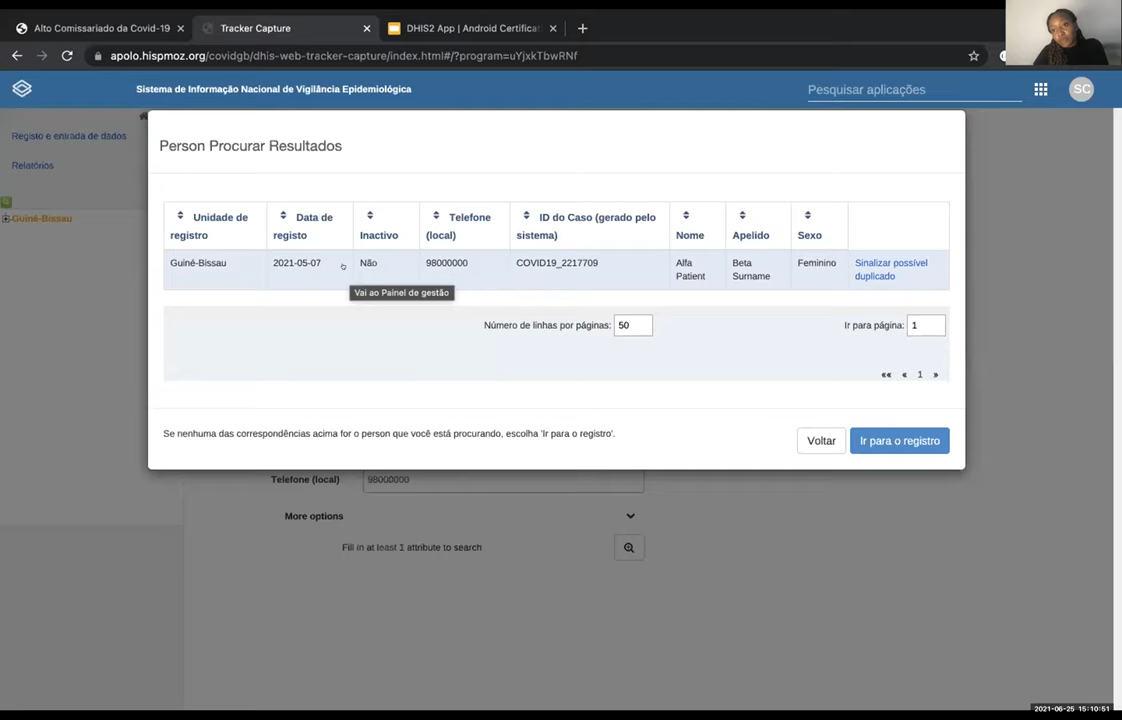 Alto Comissariado da Covid-19
Tracker Capture
DHIS2 App | Android Certifica
apolo.hispmoz.org/covidgb/dhis-web-tracker-capture/index.html#/?program=uYjxkTbwRNf
Sistema de Informação Nacional de Vigilância Epidemiológica
Pesquisar aplicações
SC
Registo e entrada de dados
Relatórios
Guiné-Bissau
Person Procurar Resultados
Unidade de registro
Data de registo
Inactivo
Telefone (local)
ID do Caso (gerado pelo sistema)
Nome
Apelido
Sexo
Guiné-Bissau
2021-05-07
Não
98000000
COVID19_2217709
Alfa Patient
Beta Surname
Feminino
Sinalizar possível duplicado
Vai ao Painel de gestão
Número de linhas por páginas: 50
Ir para página: 1
«« « 1 »
Se nenhuma das correspondências acima for o person que você está procurando, escolha 'Ir para o registro'.
Voltar
Ir para o registro
Telefone (local)
98000000
More options
Fill in at least 1 attribute to search
2021-06-25 15:10:51